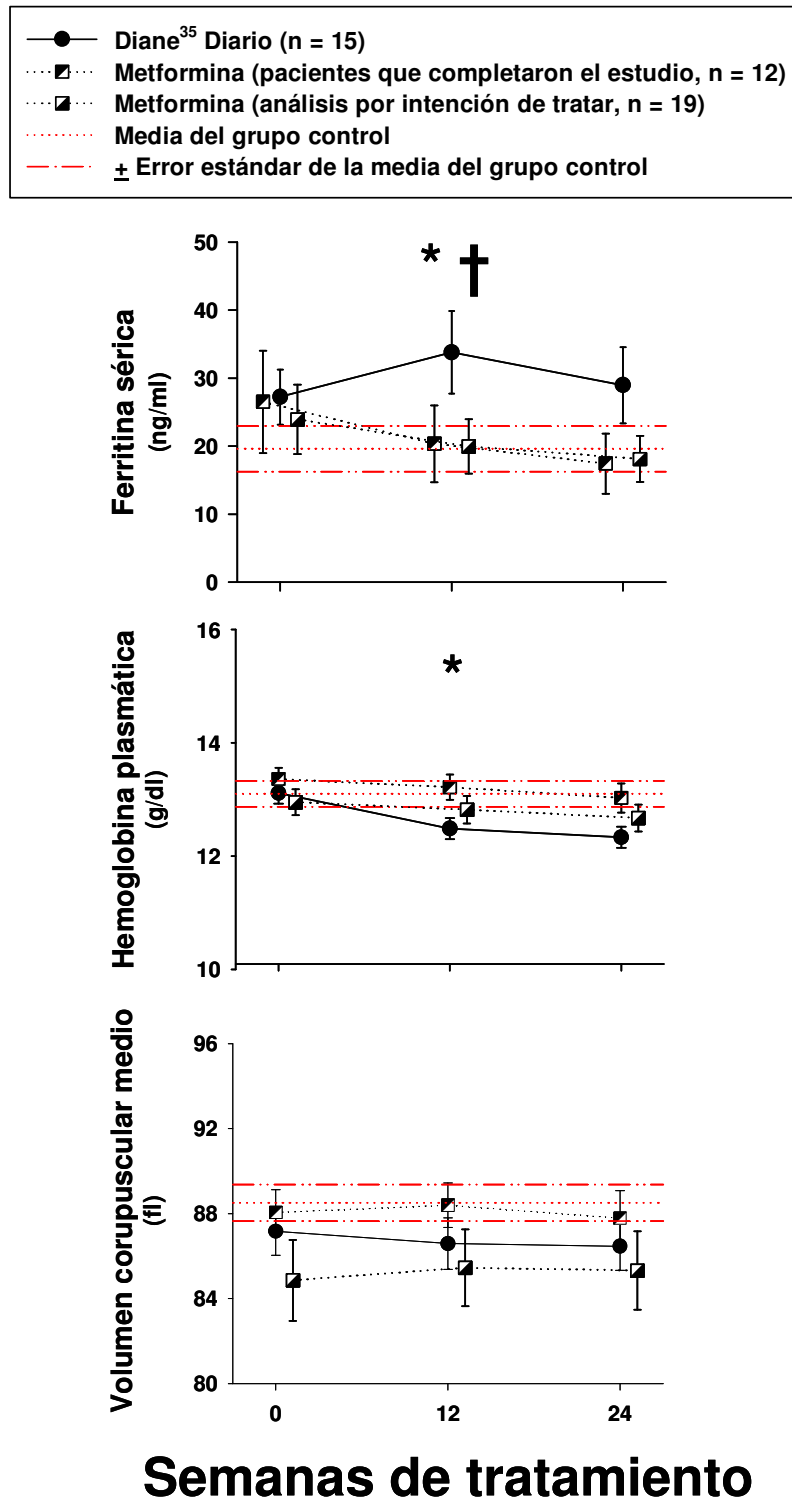 Diane35 Diario (n = 15)
Metformina (pacientes que completaron el estudio, n = 12)
Metformina (análisis por intención de tratar, n = 19)
Media del grupo control
+ Error estándar de la media del grupo control
Ferritina sérica
(ng/ml)
50
40
30
20
10
0
* †
Hemoglobina plasmática
(g/dl)
16
14
12
10
*
Volumen corupuscular medio
(fl)
96
92
88
84
80
0 12 24
Semanas de tratamiento